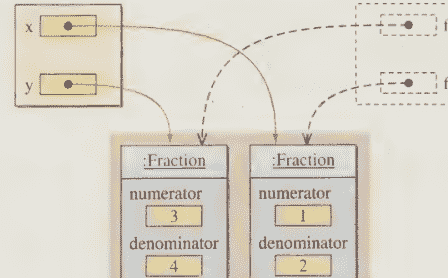 x
f
y
f
:Fraction :Fraction
numerator numerator
3 1
denominator denominator
4 2